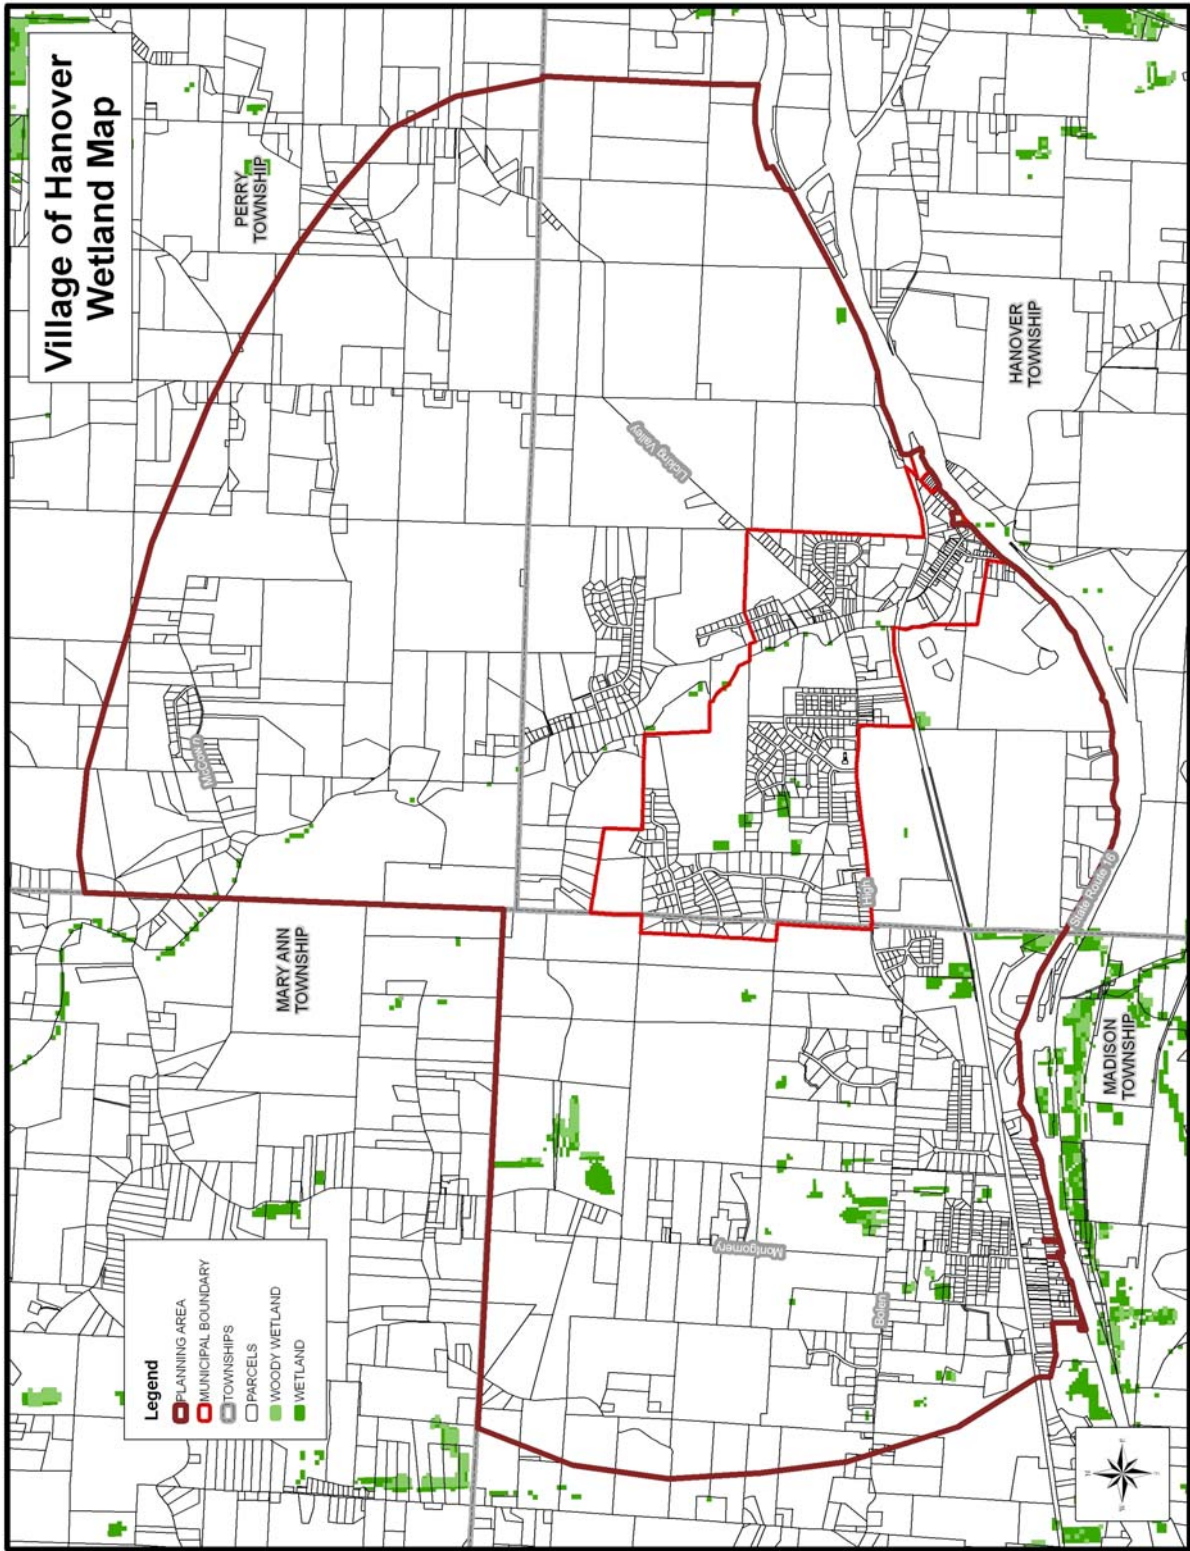 Village of Hanover
Wetland Map
PERRY
TOWNSHIP
HANOVER
TOWNSHIP
Licking Valley
MARY ANN
TOWNSHIP
High
State Route 16
MADISON
TOWNSHIP
Montgomery
Legend
PLANNING AREA
MUNICIPAL BOUNDARY
TOWNSHIPS
PARCELS
WOODY WETLAND
WETLAND